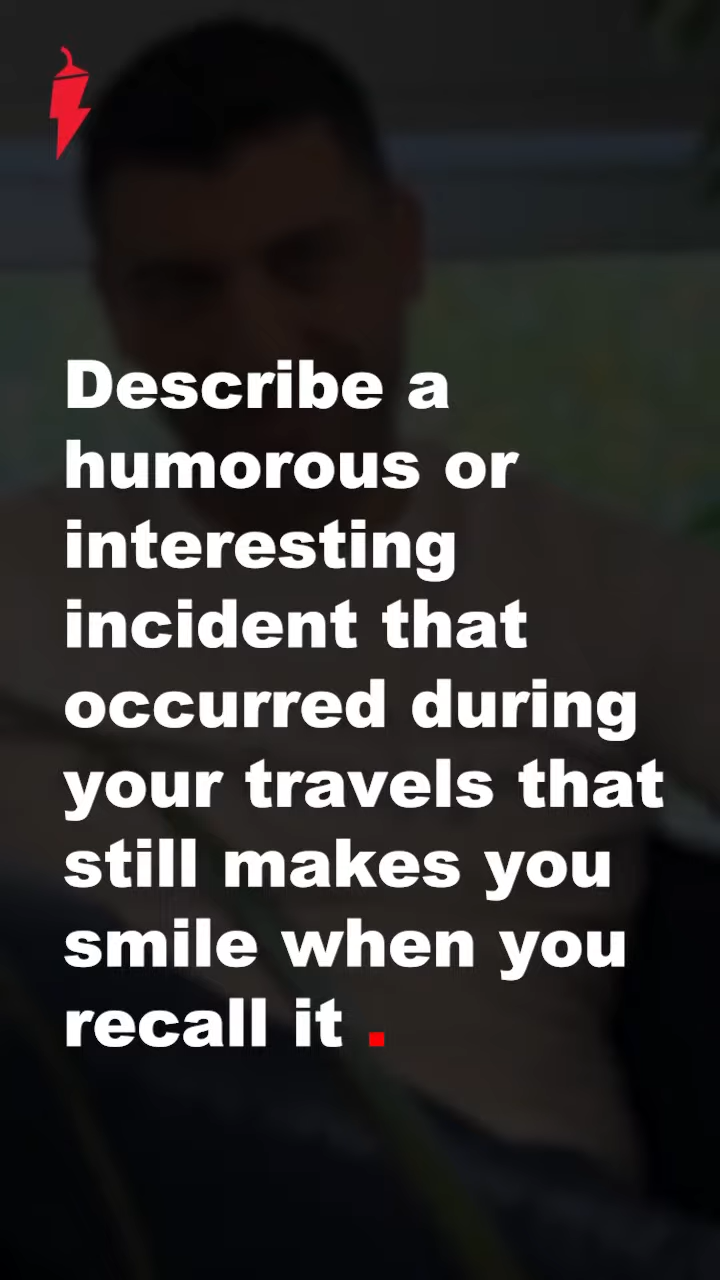 Describe a
humorous or
interesting
incident that
occurred during
your travels that
still makes you
smile when you
recall it .